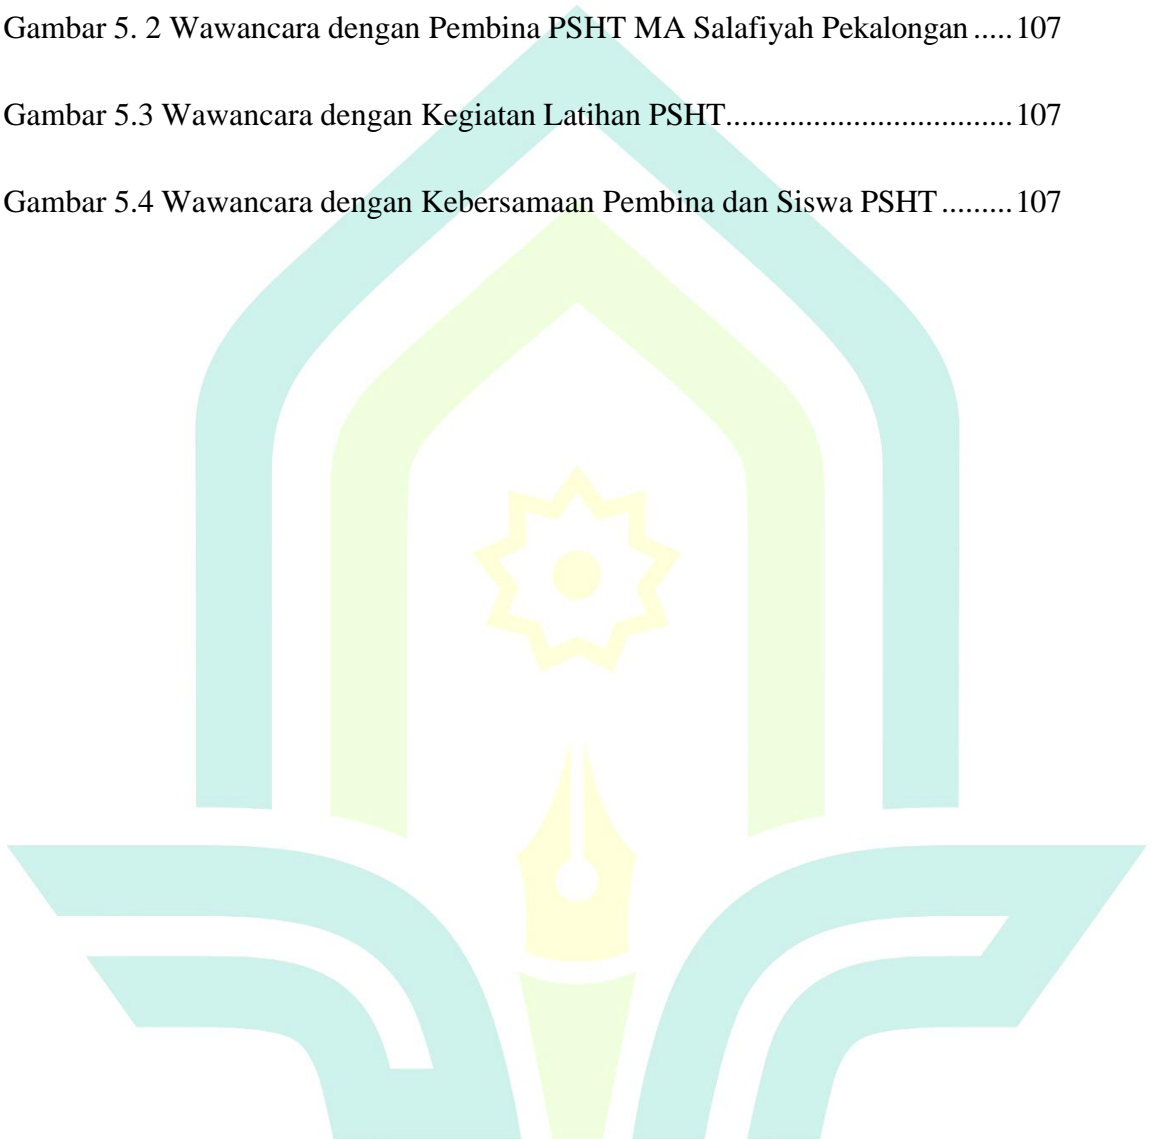 Gambar 5. 2 Wawancara dengan Pembina PSHT MA Salafiyah Pekalongan ..... 107
Gambar 5.3 Wawancara dengan Kegiatan Latihan PSHT.................................... 107
Gambar 5.4 Wawancara dengan Kebersamaan Pembina dan Siswa PSHT ......... 107